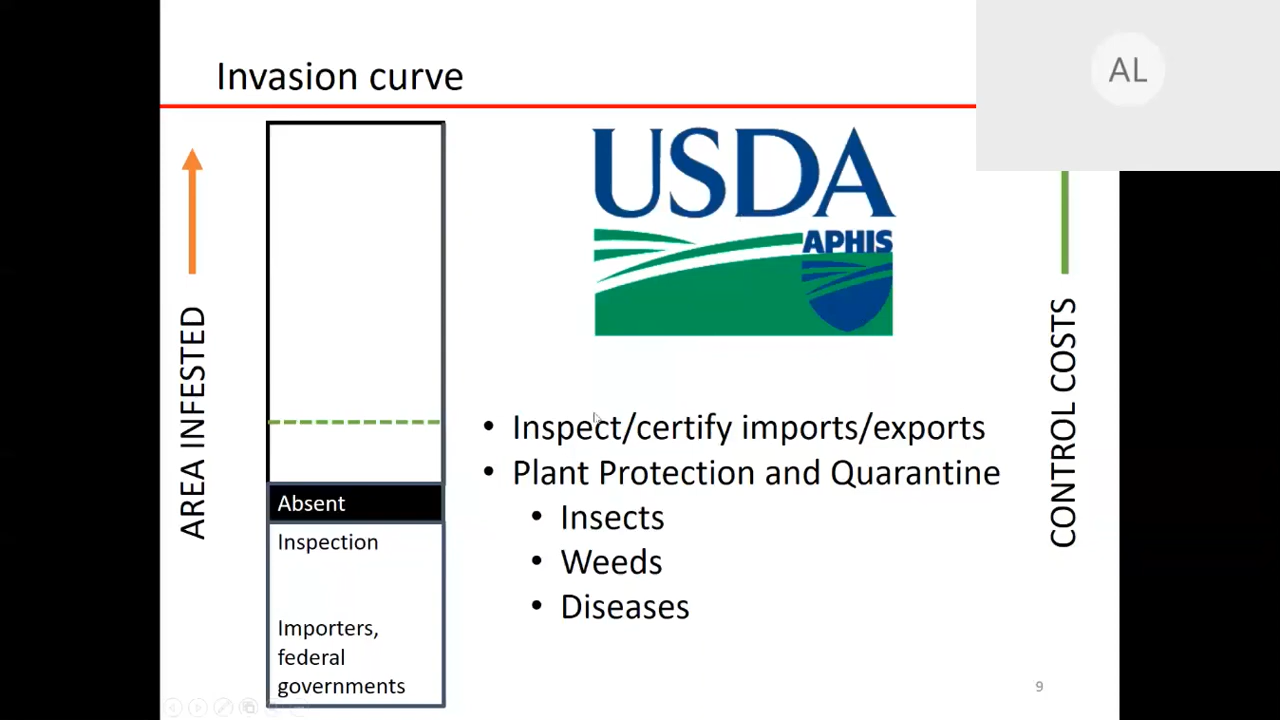 Invasion curve
AL
AREA INFESTED
USDA
APHIS
CONTROL COSTS
• Inspect/certify imports/exports
• Plant Protection and Quarantine
• Insects
• Weeds
• Diseases
Absent
Inspection
Importers,
federal
governments
9